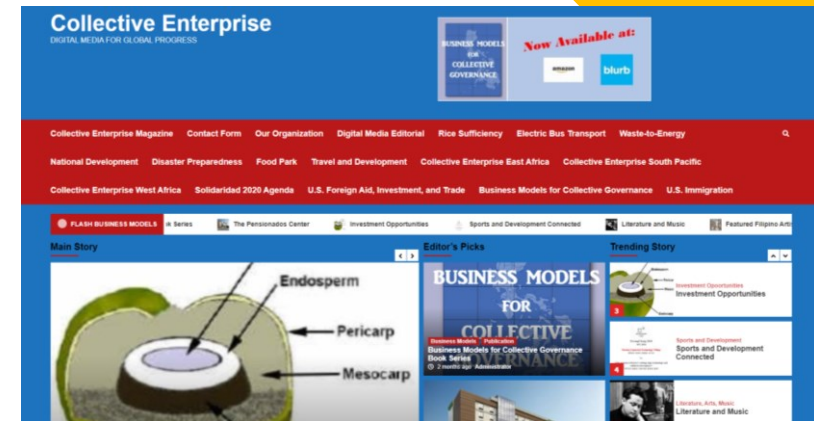 Collective Enterprise
DIGITAL MEDIA FOR GLOBAL PROGRESS
BUSINESS MODELS
FOR
COLLECTIVE
GOVERNANCE
Now Available at:
amazon
blurb
Collective Enterprise Magazine Contact Form Our Organization Digital Media Editorial Rice Sufficiency Electric Bus Transport Waste-to-Energy
National Development Disaster Preparedness Food Park Travel and Development Collective Enterprise East Africa Collective Enterprise South Pacific
Collective Enterprise West Africa Solidaridad 2020 Agenda U.S. Foreign Aid, Investment, and Trade Business Models for Collective Governance U.S. Immigration
FLASH BUSINESS MODELS k Series The Pensionados Center Investment Opportunities Sports and Development Connected Literature and Music Featured Filipino Artis
Main Story
Endosperm
Pericarp
Mesocarp
Editor's Picks
BUSINESS MODELS
FOR
COLLECTIVE
GOVERNANCE
Business Models Publication
Business Models for Collective Governance
Book Series
2 months ago Administrator
Trending Story
3
Investment Opportunities
Investment Opportunities
4
Sports and Development
Sports and Development
Connected
Literature, Arts, Music
Literature and Music